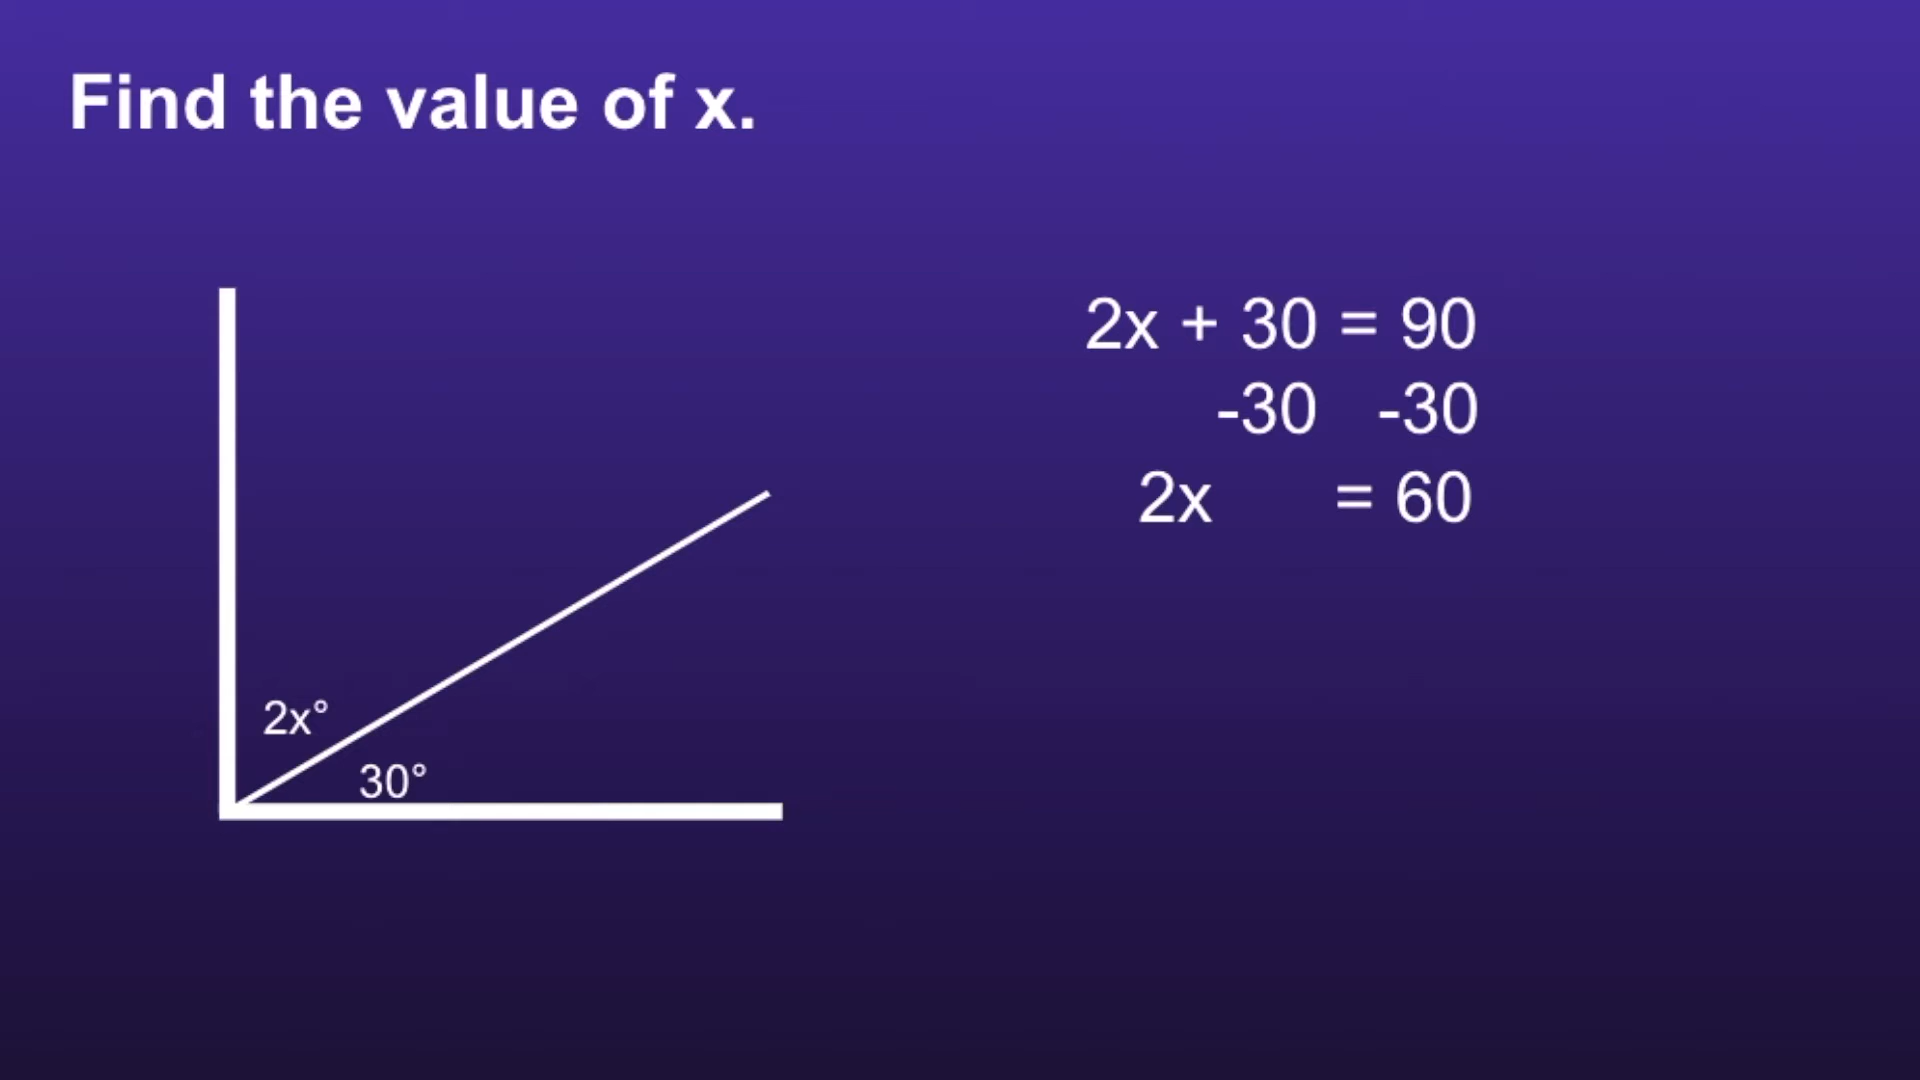 Find the value of x.
2x + 30 = 90
-30 -30
2x = 60
2x°
30°